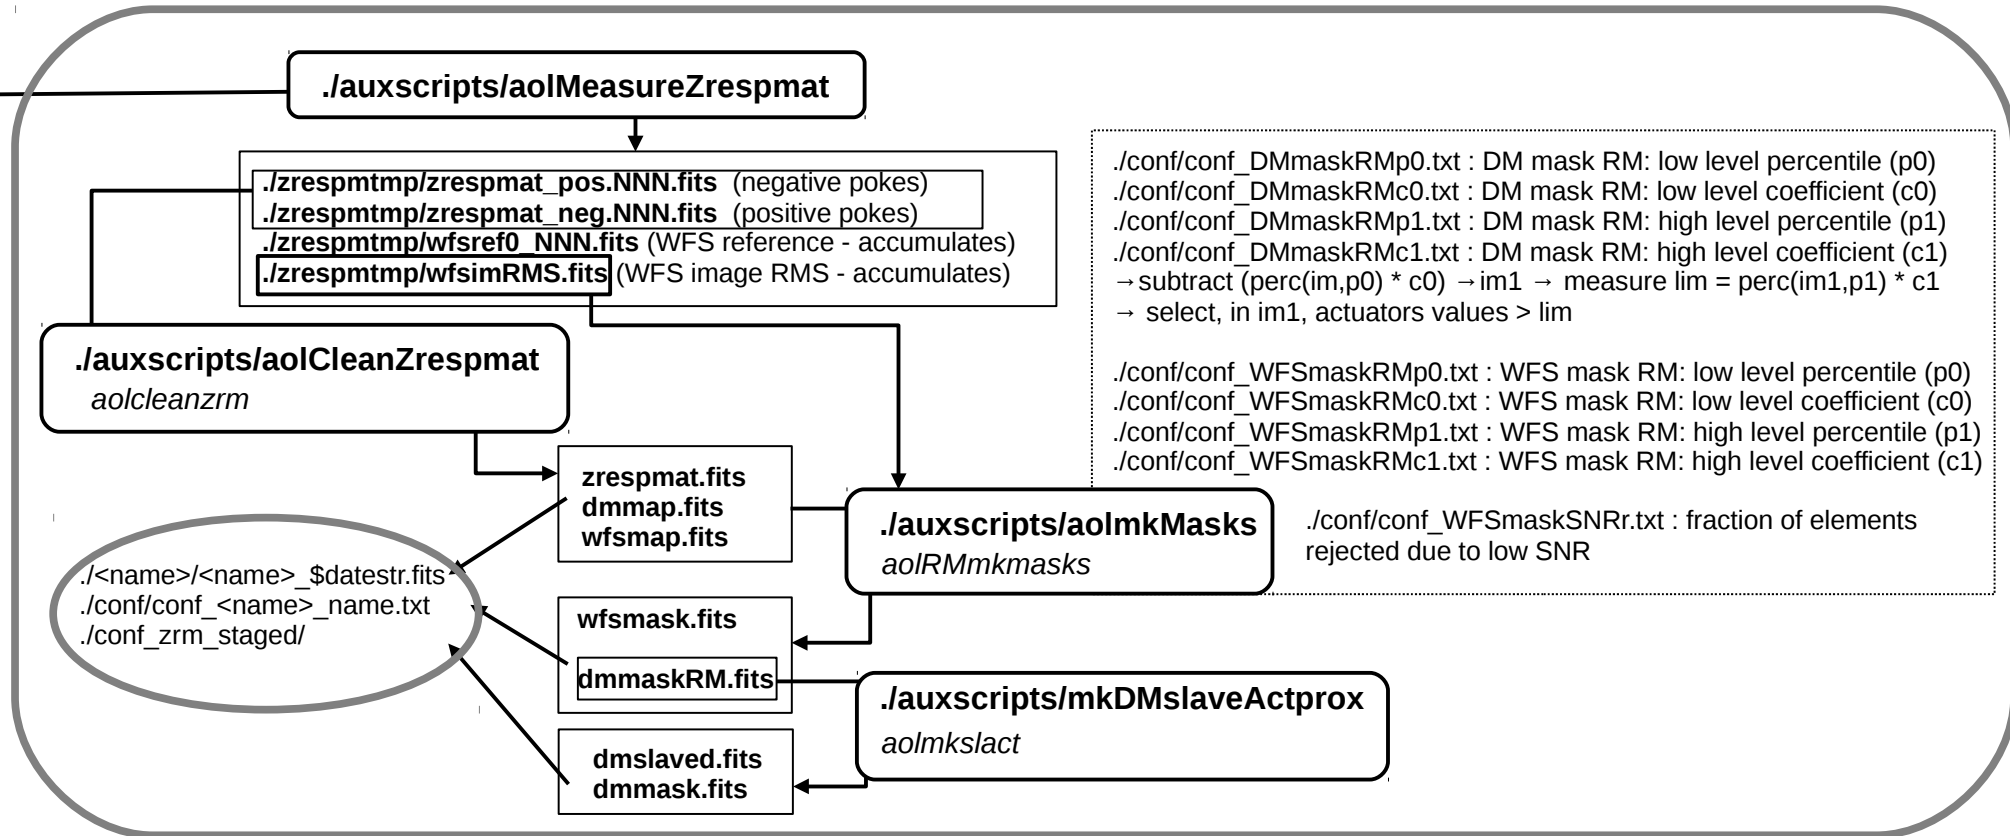 ./auxscripts/aolMeasureZrespmat
./zrespmtmp/zrespmat_pos.NNN.fits (negative pokes)
./zrespmtmp/zrespmat_neg.NNN.fits (positive pokes)
./zrespmtmp/wfsref0_NNN.fits (WFS reference - accumulates)
./zrespmtmp/wfsimRMS.fits (WFS image RMS - accumulates)
./conf/conf_DMmaskRMp0.txt : DM mask RM: low level percentile (p0)
./conf/conf_DMmaskRMc0.txt : DM mask RM: low level coefficient (c0)
./conf/conf_DMmaskRMp1.txt : DM mask RM: high level percentile (p1)
./conf/conf_DMmaskRMc1.txt : DM mask RM: high level coefficient (c1)
→subtract (perc(im,p0) * c0) →im1 → measure lim = perc(im1,p1) * c1
→ select, in im1, actuators values > lim
./conf/conf_WFSmaskRMp0.txt : WFS mask RM: low level percentile (p0)
./conf/conf_WFSmaskRMc0.txt : WFS mask RM: low level coefficient (c0)
./conf/conf_WFSmaskRMp1.txt : WFS mask RM: high level percentile (p1)
./conf/conf_WFSmaskRMc1.txt : WFS mask RM: high level coefficient (c1)
./conf/conf_WFSmaskSNRr.txt : fraction of elements
rejected due to low SNR
./auxscripts/aolCleanZrespmat
aolcleanzrm
zrespmat.fits
dmmap.fits
wfsmap.fits
./auxscripts/aolmkMasks
aolRMmkmasks
./<name>/<name>_$datestr.fits
./conf/conf_<name>_name.txt
./conf_zrm_staged/
wfsmask.fits
dmmaskRM.fits
./auxscripts/mkDMslaveActprox
aolmkslact
dmslaved.fits
dmmask.fits